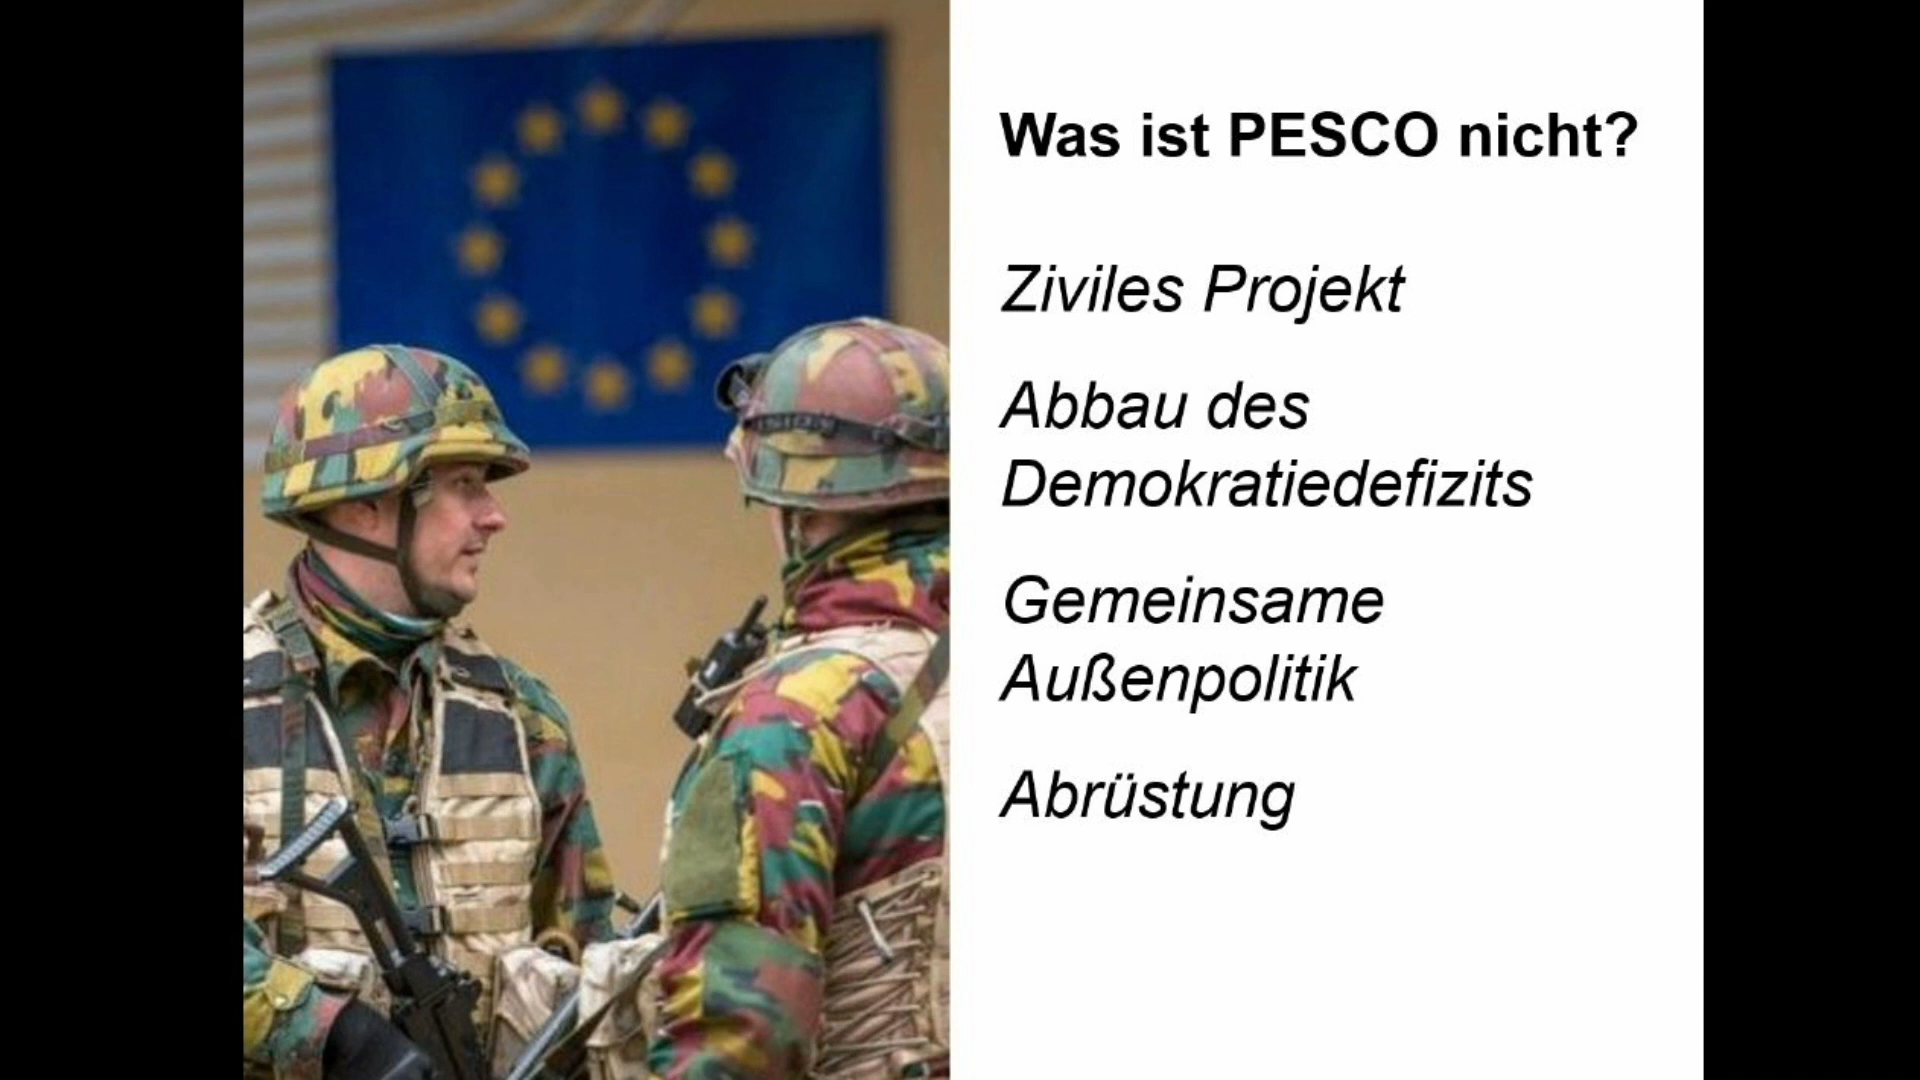 Was ist PESCO nicht?
Ziviles Projekt
Abbau des
Demokratiedefizits
Gemeinsame
Außenpolitik
Abrüstung